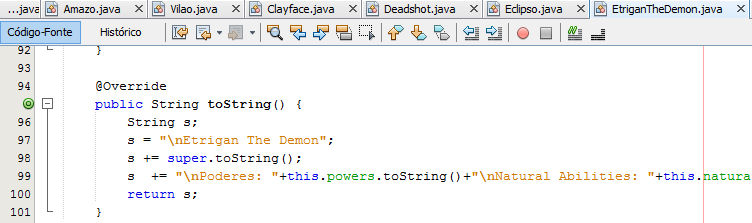 ...java Amazo.java Vilao.java Clayface.java Deadshot.java Eclipso.java EtriganTheDemon.java
Código-Fonte Histórico
92 }
93
94 @Override
95 public String toString() {
96 String s;
97 s = "\nEtrigan The Demon";
98 s += super.toString();
99 s += "\nPoderes: "+this.powers.toString()+"\nNatural Abilities: "+this.natura
100 return s;
101 }